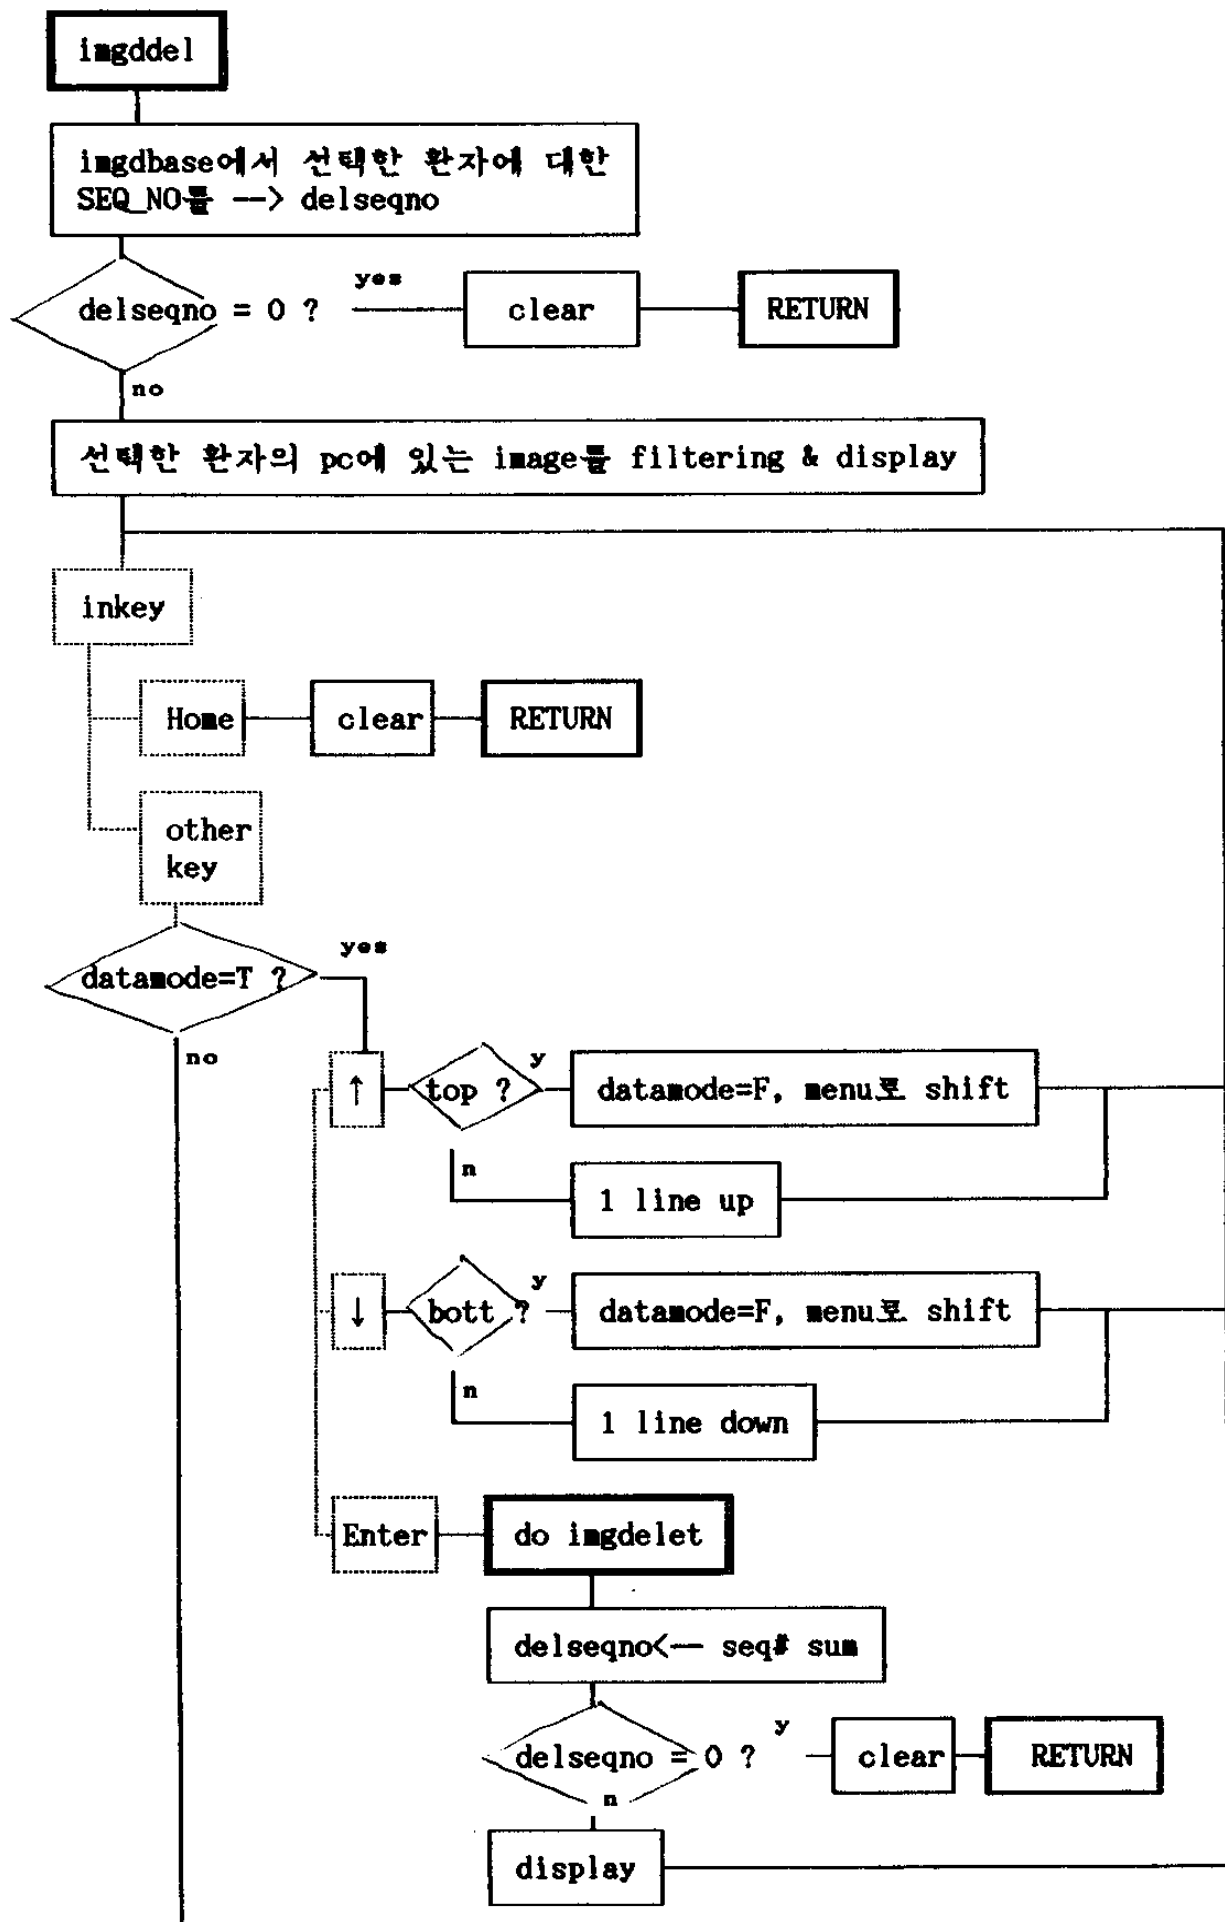 imgddel
imgdbase에서 선택한 환자에 대한
SEQ_NO를 --> delseqno
delseqno = 0 ?
yes
clear
RETURN
no
선택한 환자의 pc에 있는 image를 filtering & display
inkey
Home
clear
RETURN
other
key
datamode=T ?
yes
no
↑
top ?
y
datamode=F, menu로 shift
n
1 line up
↓
bott ?
y
datamode=F, menu로 shift
n
1 line down
Enter
do imgdelet
delseqno<-- seq# sum
delseqno = 0 ?
y
clear
RETURN
n
display